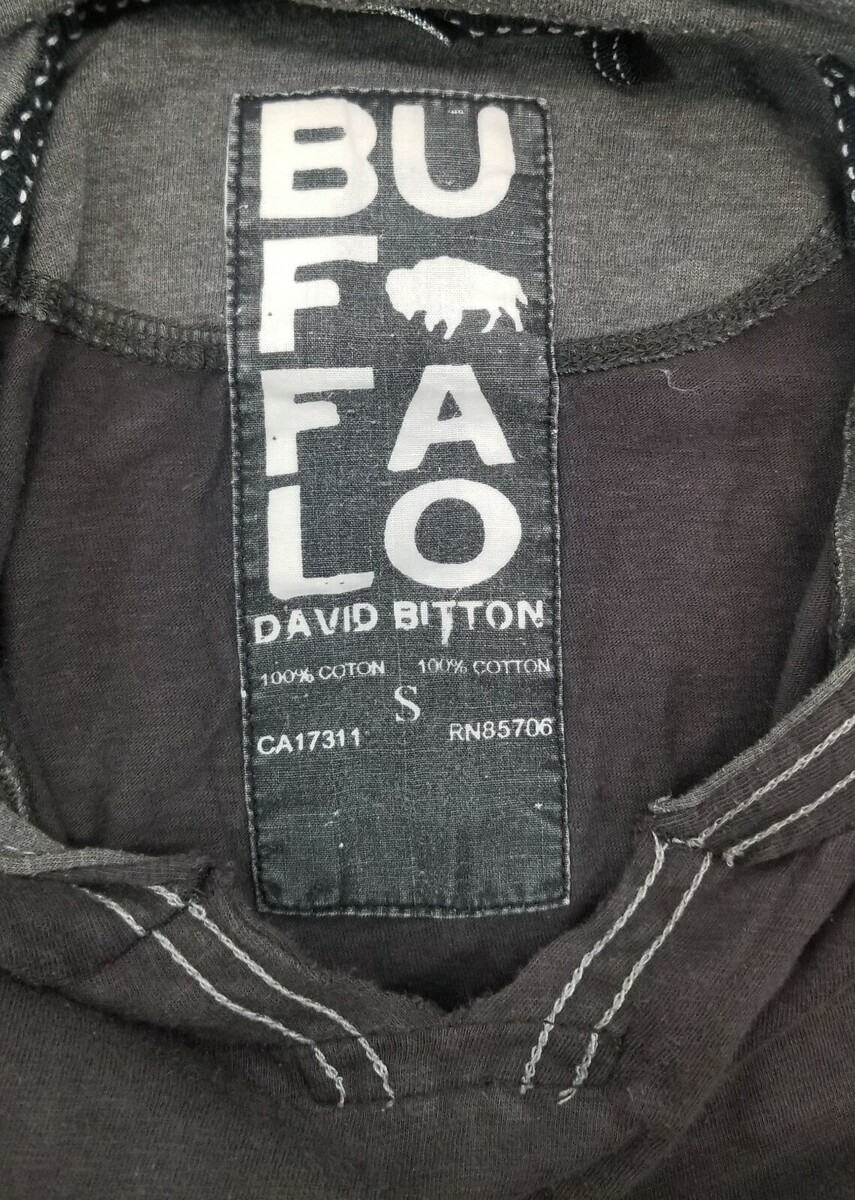 BU
F
FA
LO
DAVID BITTON
100% COTON 100% COTTON
S
CA17311 RN85706